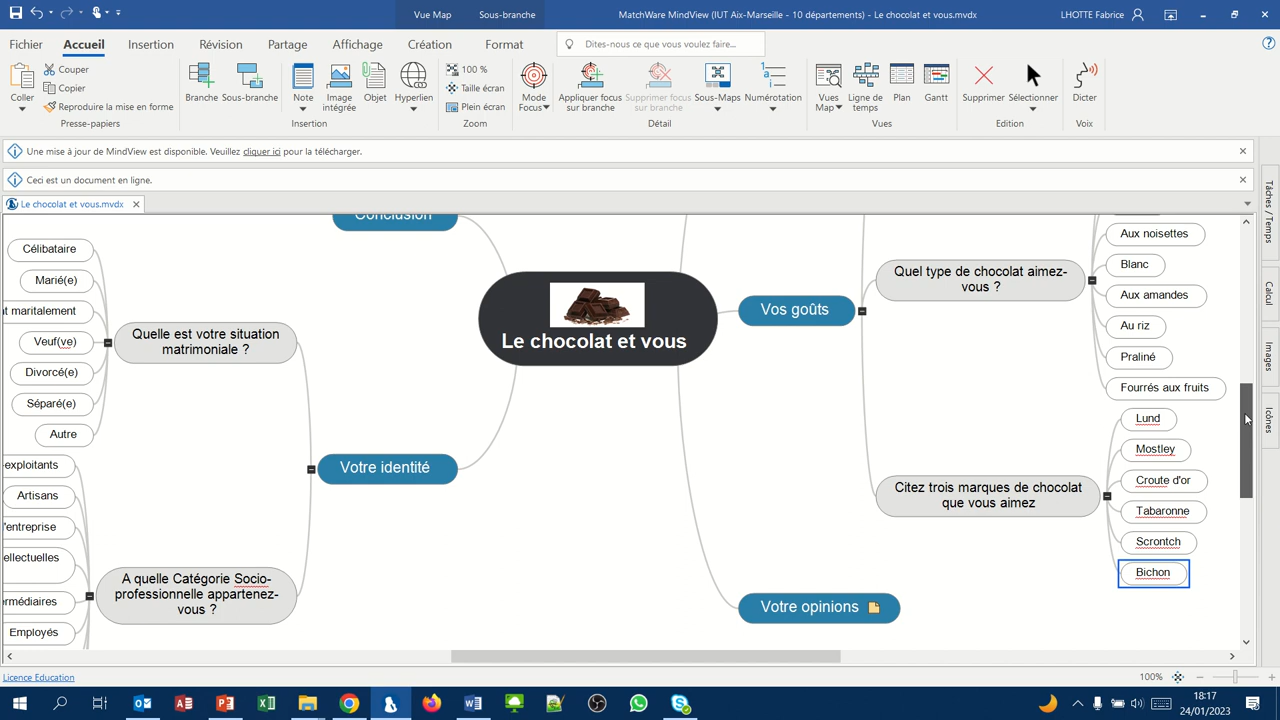 Vue Map
Sous-branche
MatchWare MindView (IUT Aix-Marseille - 10 départements) - Le chocolat et vous.mvdx
LHOTTE Fabrice
Fichier
Accueil
Insertion
Révision
Partage
Affichage
Création
Format
Dites-nous ce que vous voulez faire...
Coller
Couper
Copier
Reproduire la mise en forme
Presse-papiers
Branche
Sous-branche
Note
Image
intégrée
Objet
Hyperlien
Insertion
100 %
Taille écran
Plein écran
Zoom
Mode
Focus
Appliquer focus
sur branche
Supprimer focus
sur branche
Sous-Maps
Numérotation
Détail
Vues
Map
Ligne de
temps
Plan
Gantt
Vues
Supprimer
Sélectionner
Edition
Dicter
Voix
Une mise à jour de MindView est disponible. Veuillez cliquer ici pour la télécharger.
Ceci est un document en ligne.
Le chocolat et vous.mvdx
Tâches / Temps
Calcul
Images
Icônes
Conclusion
Célibataire
Marié(e)
t maritalement
Veuf(ve)
Divorcé(e)
Séparé(e)
Autre
Quelle est votre situation
matrimoniale ?
Votre identité
-exploitants
Artisans
'entreprise
ellectuelles
ermédiaires
Employés
A quelle Catégorie Socio-
professionnelle appartenez-
vous ?
Le chocolat et vous
Vos goûts
Quel type de chocolat aimez-
vous ?
Aux noisettes
Blanc
Aux amandes
Au riz
Praliné
Fourrés aux fruits
Citez trois marques de chocolat
que vous aimez
Lund
Mostley
Croute d'or
Tabaronne
Scrontch
Bichon
Votre opinions
Licence Education
100%
18:17
24/01/2023